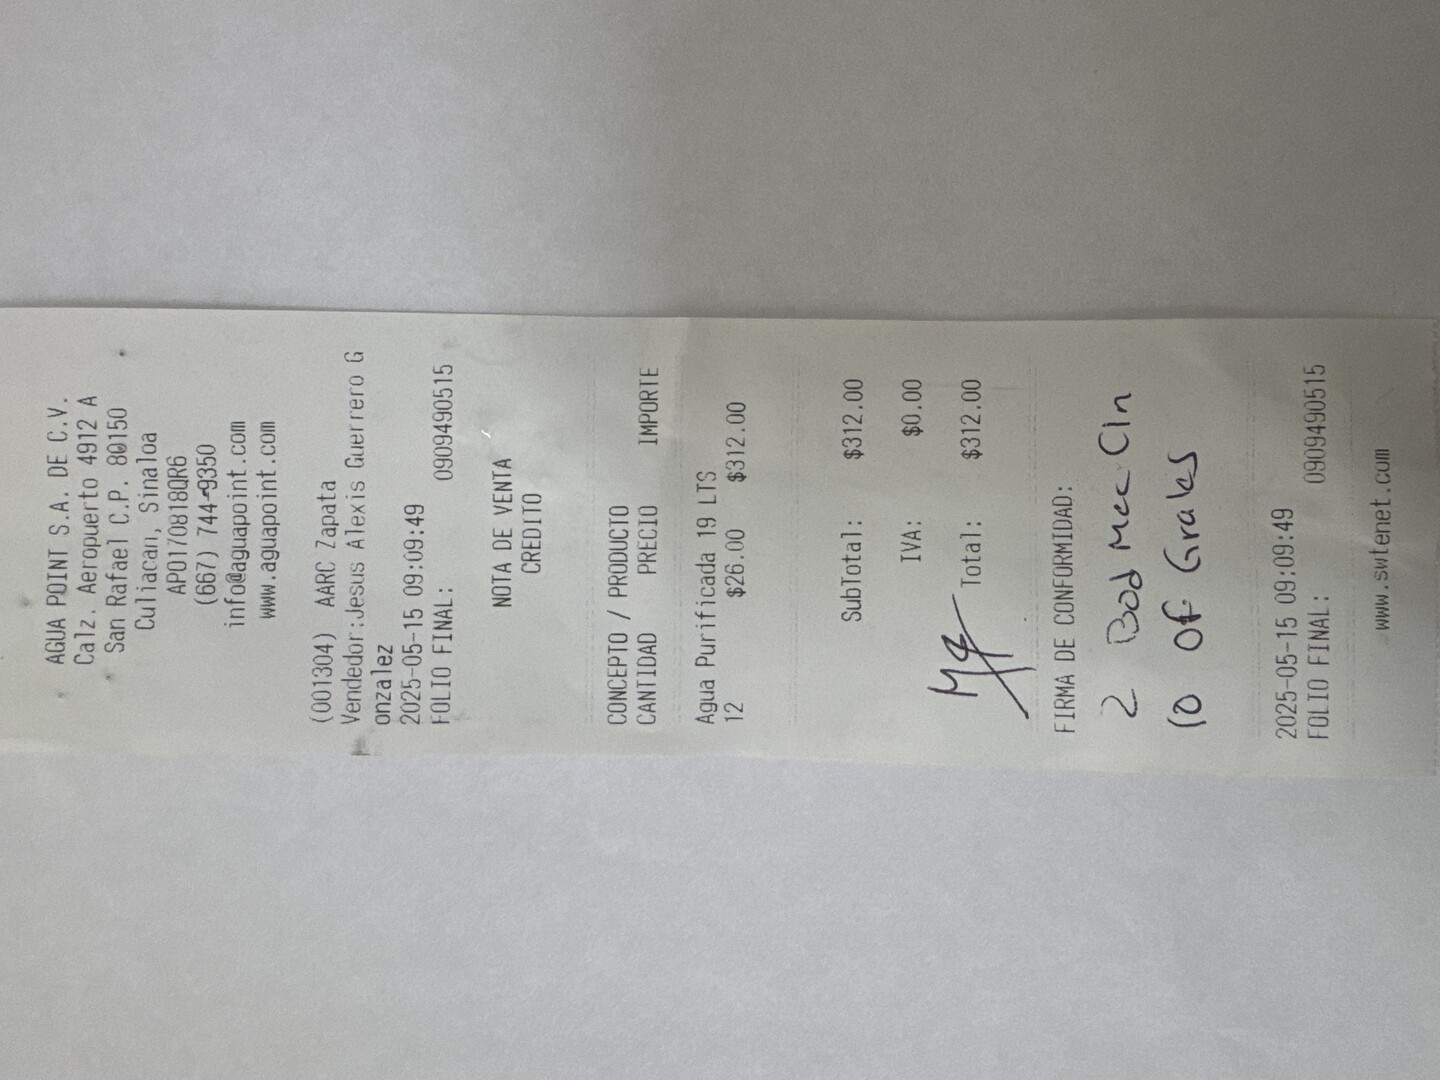 AGUA POINT S.A. DE C.V.
Calz. Aeropuerto 4912 A
San Rafael C.P. 80150
Culiacan, Sinaloa
APO170818QR6
(667) 744-9350
info@aguapoint.com
www.aguapoint.com
(001304) AARC Zapata
Vendedor:Jesus Alexis Guerrero G
onzalez
2025-05-15 09:09:49
FOLIO FINAL: 0909490515
NOTA DE VENTA
CREDITO
CONCEPTO / PRODUCTO
CANTIDAD PRECIO IMPORTE
Agua Purificada 19 LTS
12 $26.00 $312.00
SubTotal: $312.00
IVA: $0.00
Total: $312.00
FIRMA DE CONFORMIDAD:
2 Bod Mec Cln
10 Of Grales
2025-05-15 09:09:49
FOLIO FINAL: 0909490515
www.swtenet.com